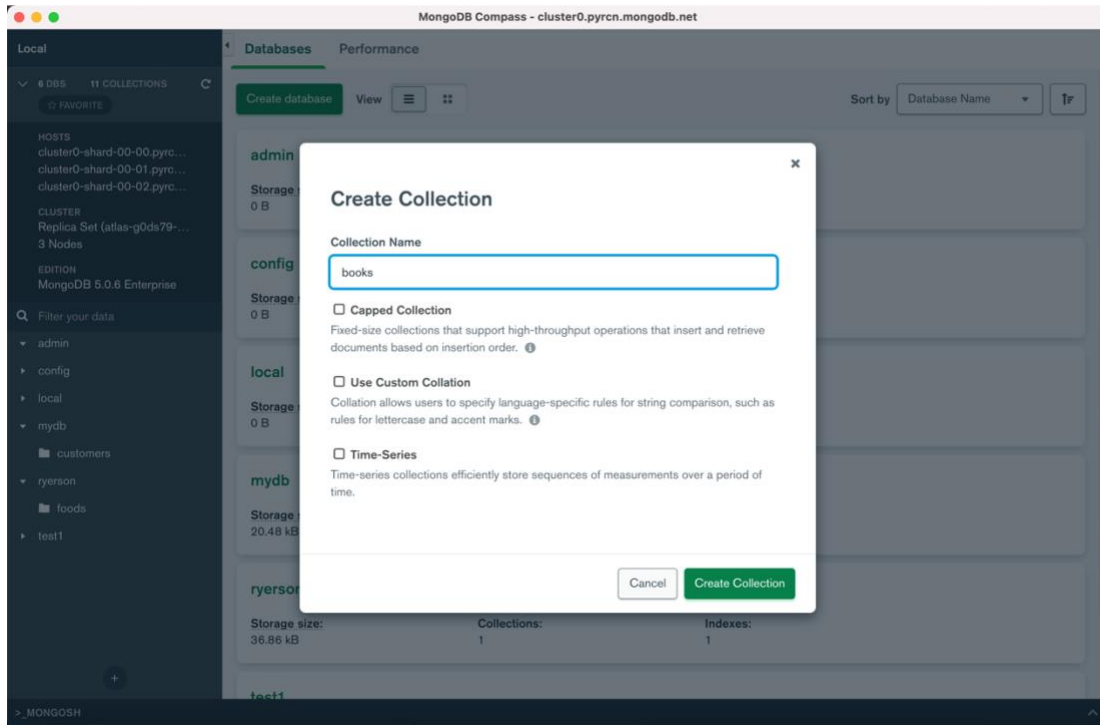 MongoDB Compass - cluster0.pyrcn.mongodb.net
Local
6 DBS 11 COLLECTIONS
FAVORITE
HOSTS
cluster0-shard-00-00.pyrc...
cluster0-shard-00-01.pyrc...
cluster0-shard-00-02.pyrc...
CLUSTER
Replica Set (atlas-g0ds79-...
3 Nodes
EDITION
MongoDB 5.0.6 Enterprise
Filter your data
admin
config
local
mydb
customers
ryerson
foods
test1
>_MONGOSH
Databases Performance
Create database View Sort by Database Name
admin
Storage
0 B
config
Storage
0 B
local
Storage
0 B
mydb
Storage
20.48 kB
ryerson
Storage size: Collections: Indexes:
36.86 kB 1 1
test1
Create Collection
Collection Name
books
Capped Collection
Fixed-size collections that support high-throughput operations that insert and retrieve
documents based on insertion order.
Use Custom Collation
Collation allows users to specify language-specific rules for string comparison, such as
rules for lettercase and accent marks.
Time-Series
Time-series collections efficiently store sequences of measurements over a period of
time.
Cancel Create Collection